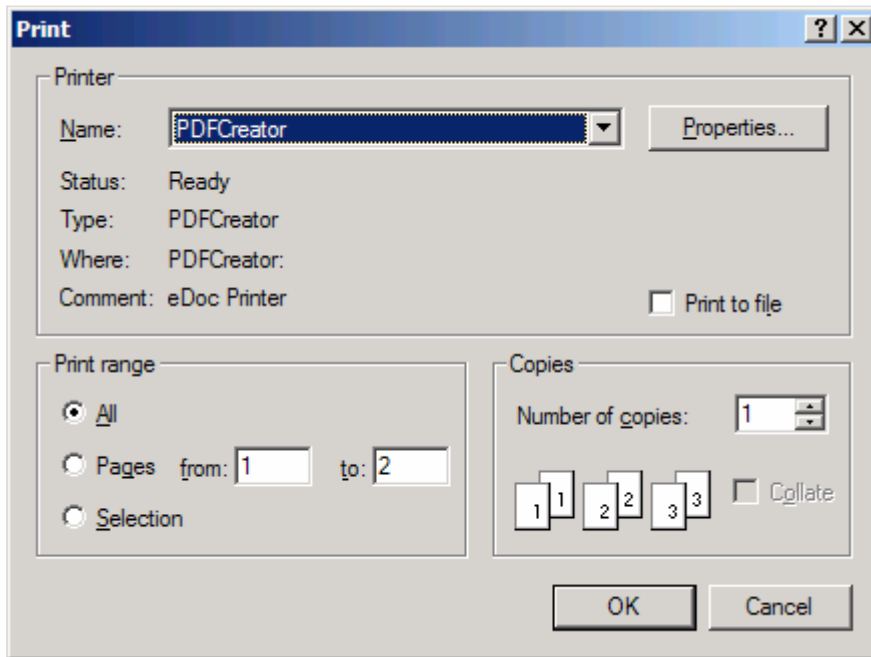 Print
Printer
Name: PDFCreator Properties...
Status: Ready
Type: PDFCreator
Where: PDFCreator:
Comment: eDoc Printer Print to file
Print range
All
Pages from: 1 to: 2
Selection
Copies
Number of copies: 1
1 1 2 2 3 3 Collate
OK Cancel